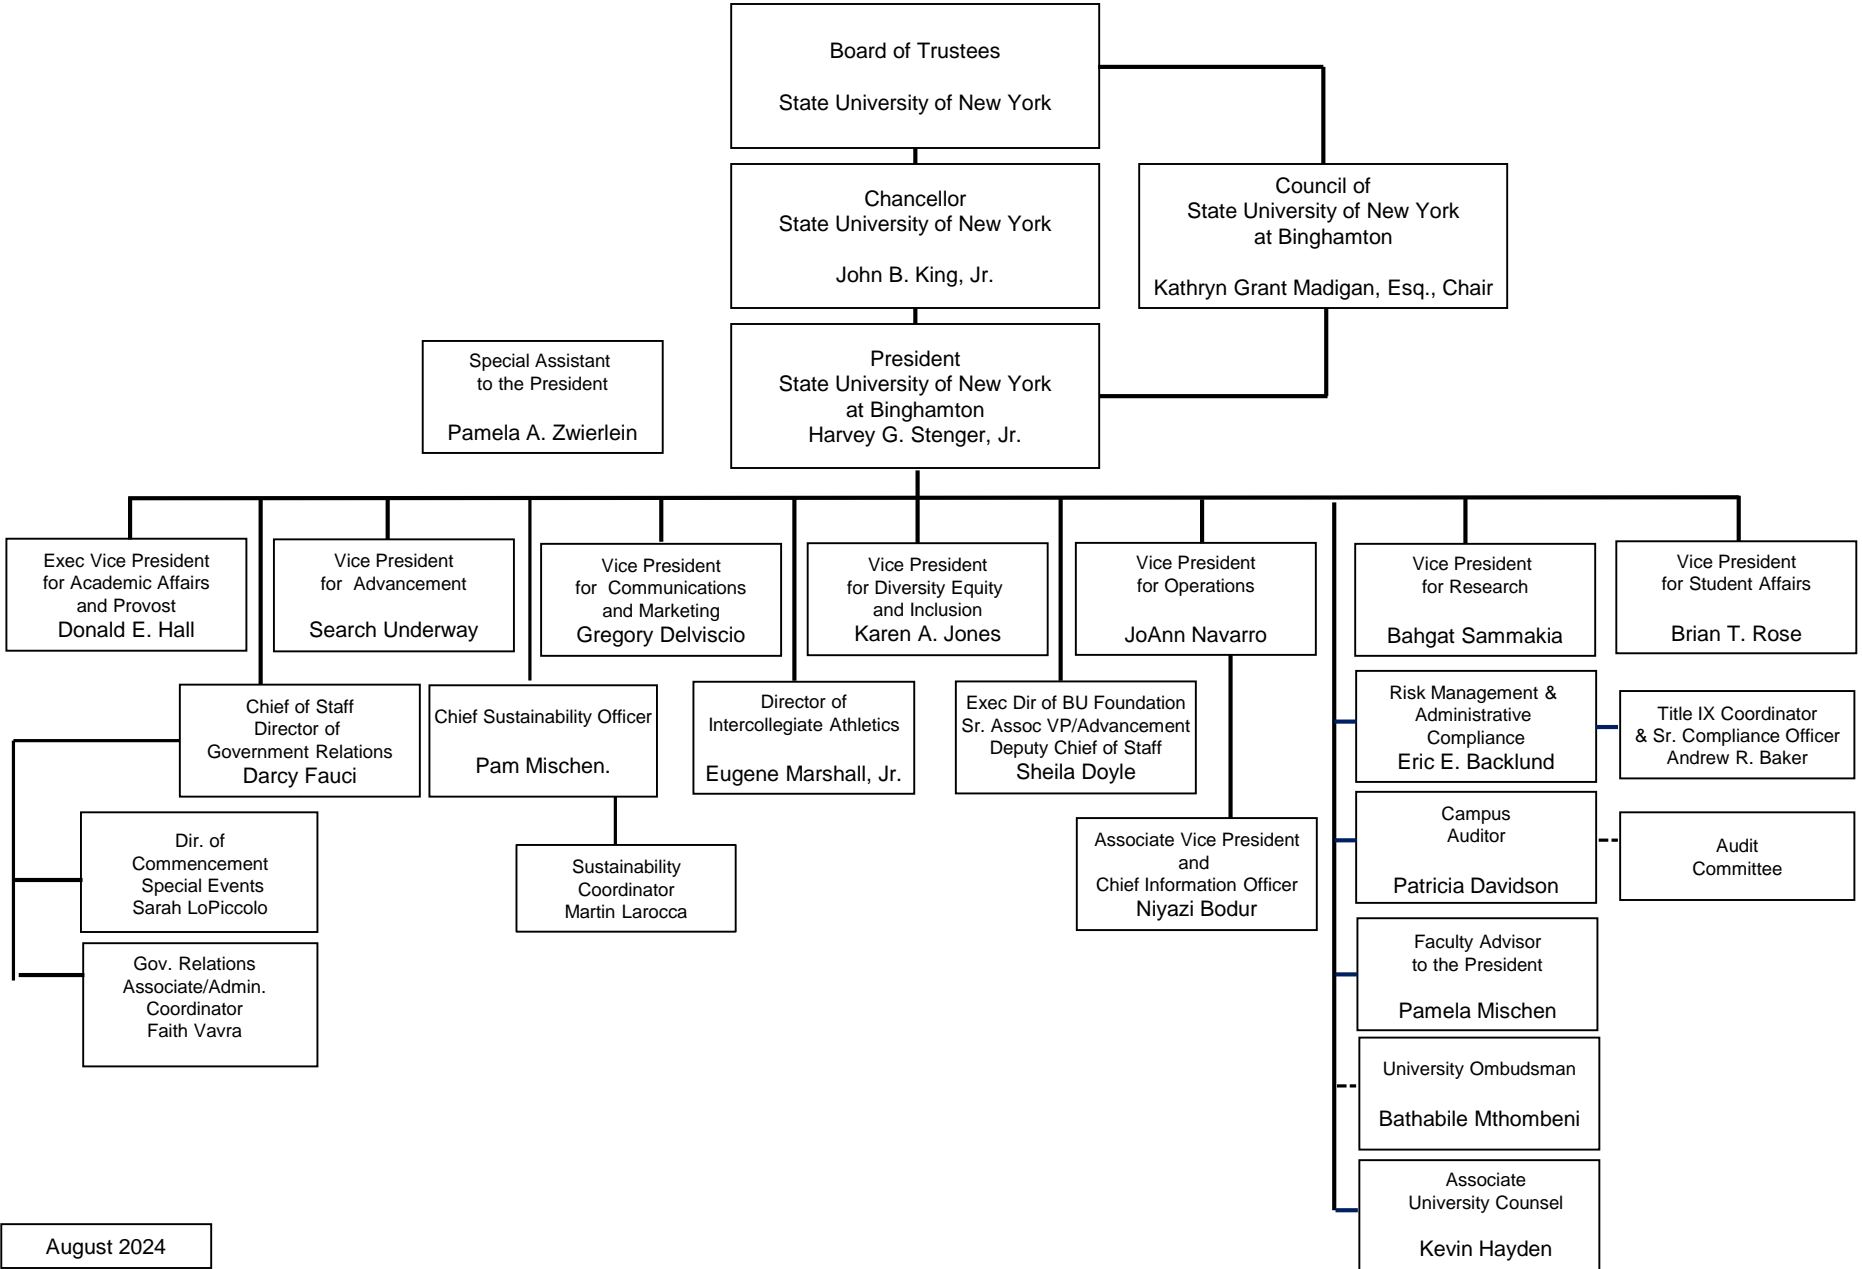 Board of Trustees
State University of New York
Chancellor
State University of New York
John B. King, Jr.
Council of
State University of New York
at Binghamton
Kathryn Grant Madigan, Esq., Chair
Special Assistant
to the President
Pamela A. Zwierlein
President
State University of New York
at Binghamton
Harvey G. Stenger, Jr.
Exec Vice President
for Academic Affairs
and Provost
Donald E. Hall
Vice President
for Advancement
Search Underway
Vice President
for Communications
and Marketing
Gregory Delviscio
Vice President
for Diversity Equity
and Inclusion
Karen A. Jones
Vice President
for Operations
JoAnn Navarro
Vice President
for Research
Bahgat Sammakia
Vice President
for Student Affairs
Brian T. Rose
Chief of Staff
Director of
Government Relations
Darcy Fauci
Chief Sustainability Officer
Pam Mischen.
Director of
Intercollegiate Athletics
Eugene Marshall, Jr.
Exec Dir of BU Foundation
Sr. Assoc VP/Advancement
Deputy Chief of Staff
Sheila Doyle
Risk Management &
Administrative
Compliance
Eric E. Backlund
Title IX Coordinator
& Sr. Compliance Officer
Andrew R. Baker
Dir. of
Commencement
Special Events
Sarah LoPiccolo
Sustainability
Coordinator
Martin Larocca
Associate Vice President
and
Chief Information Officer
Niyazi Bodur
Campus
Auditor
Patricia Davidson
Audit
Committee
Gov. Relations
Associate/Admin.
Coordinator
Faith Vavra
Faculty Advisor
to the President
Pamela Mischen
University Ombudsman
Bathabile Mthombeni
Associate
University Counsel
Kevin Hayden
August 2024